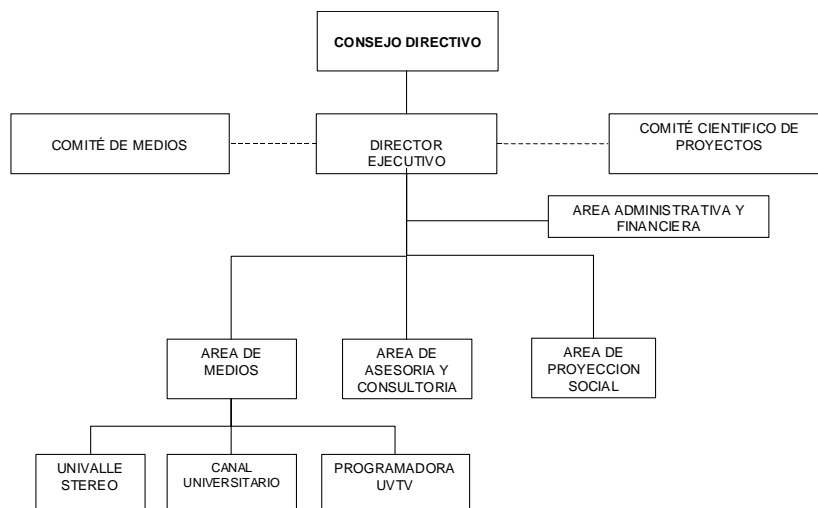 CONSEJO DIRECTIVO
COMITÉ DE MEDIOS
DIRECTOR
EJECUTIVO
COMITÉ CIENTIFICO DE
PROYECTOS
AREA ADMINISTRATIVA Y
FINANCIERA
AREA DE
MEDIOS
AREA DE
ASESORIA Y
CONSULTORIA
AREA DE
PROYECCION
SOCIAL
UNIVALLE
STEREO
CANAL
UNIVERSITARIO
PROGRAMADORA
UVTV